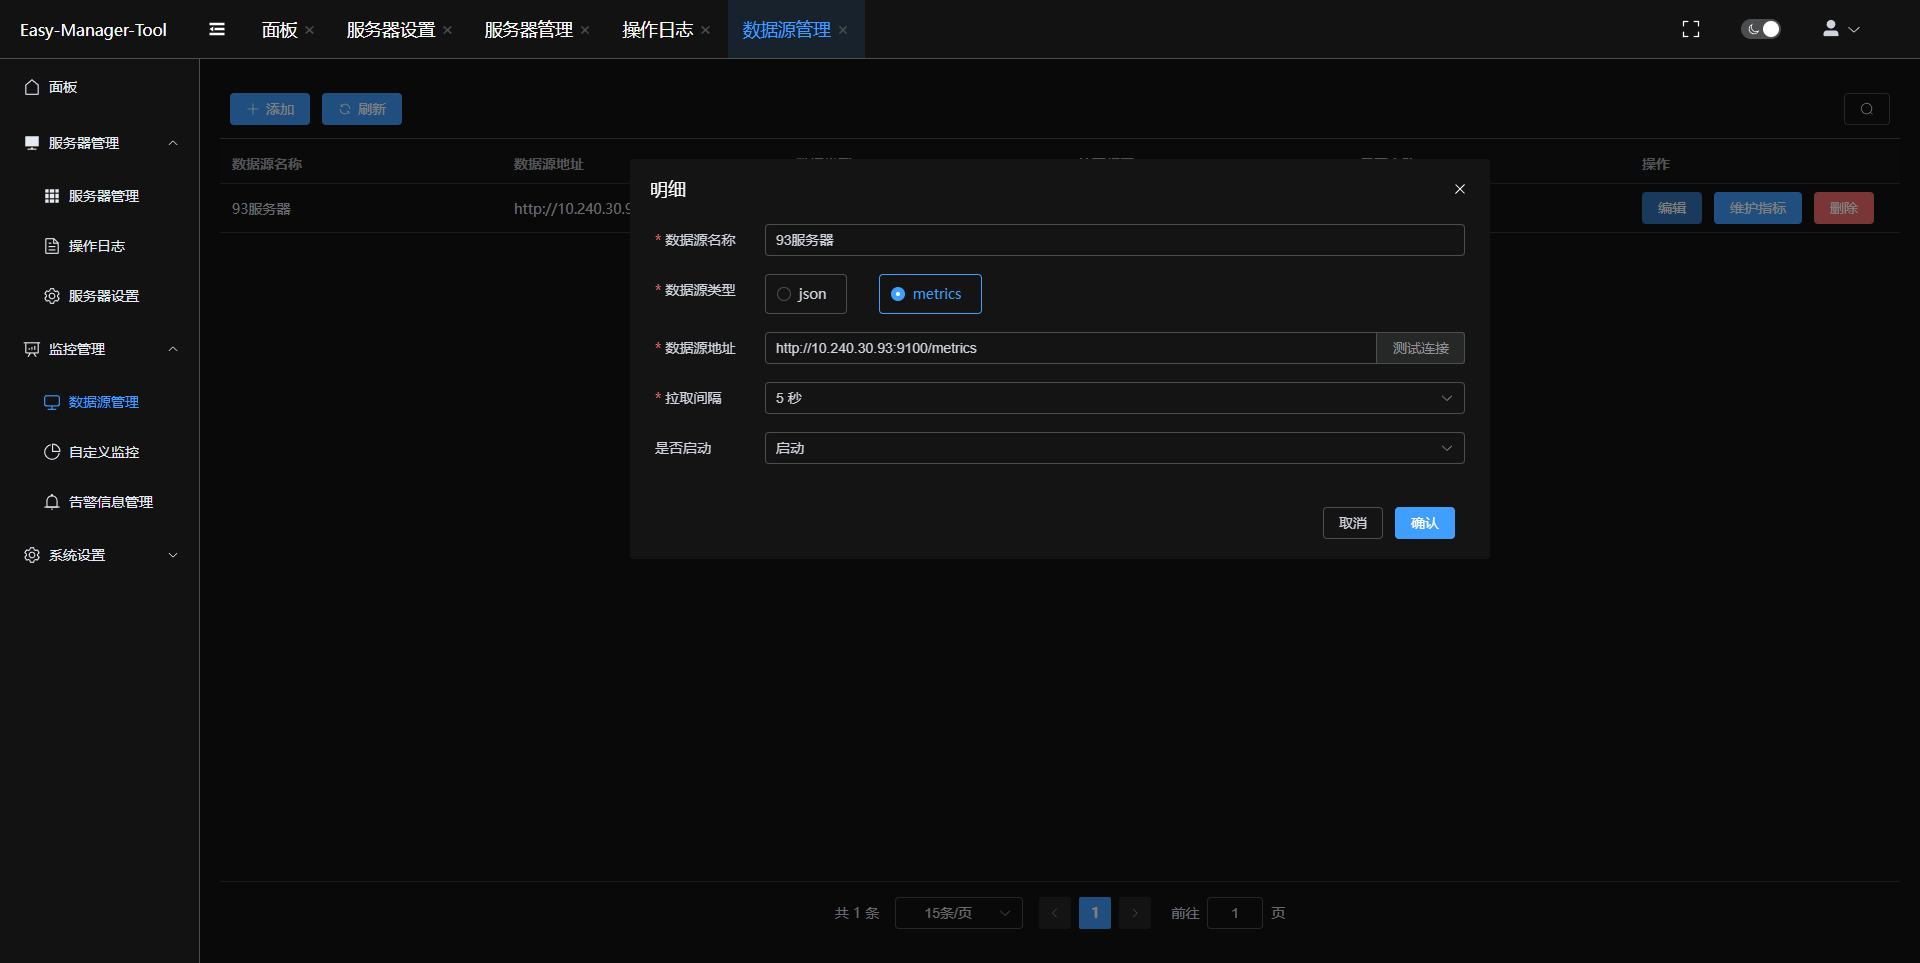 Easy-Manager-Tool
面板
服务器设置
服务器管理
操作日志
数据源管理
面板
服务器管理
服务器管理
操作日志
服务器设置
监控管理
数据源管理
自定义监控
告警信息管理
系统设置
添加
刷新
数据源名称
数据源地址
操作
93服务器
http://10.240.30.9
编辑
维护指标
删除
明细
* 数据源名称
93服务器
* 数据源类型
json
metrics
* 数据源地址
http://10.240.30.93:9100/metrics
测试连接
* 拉取间隔
5 秒
是否启动
启动
取消
确认
共 1 条
15条/页
1
前往
1
页